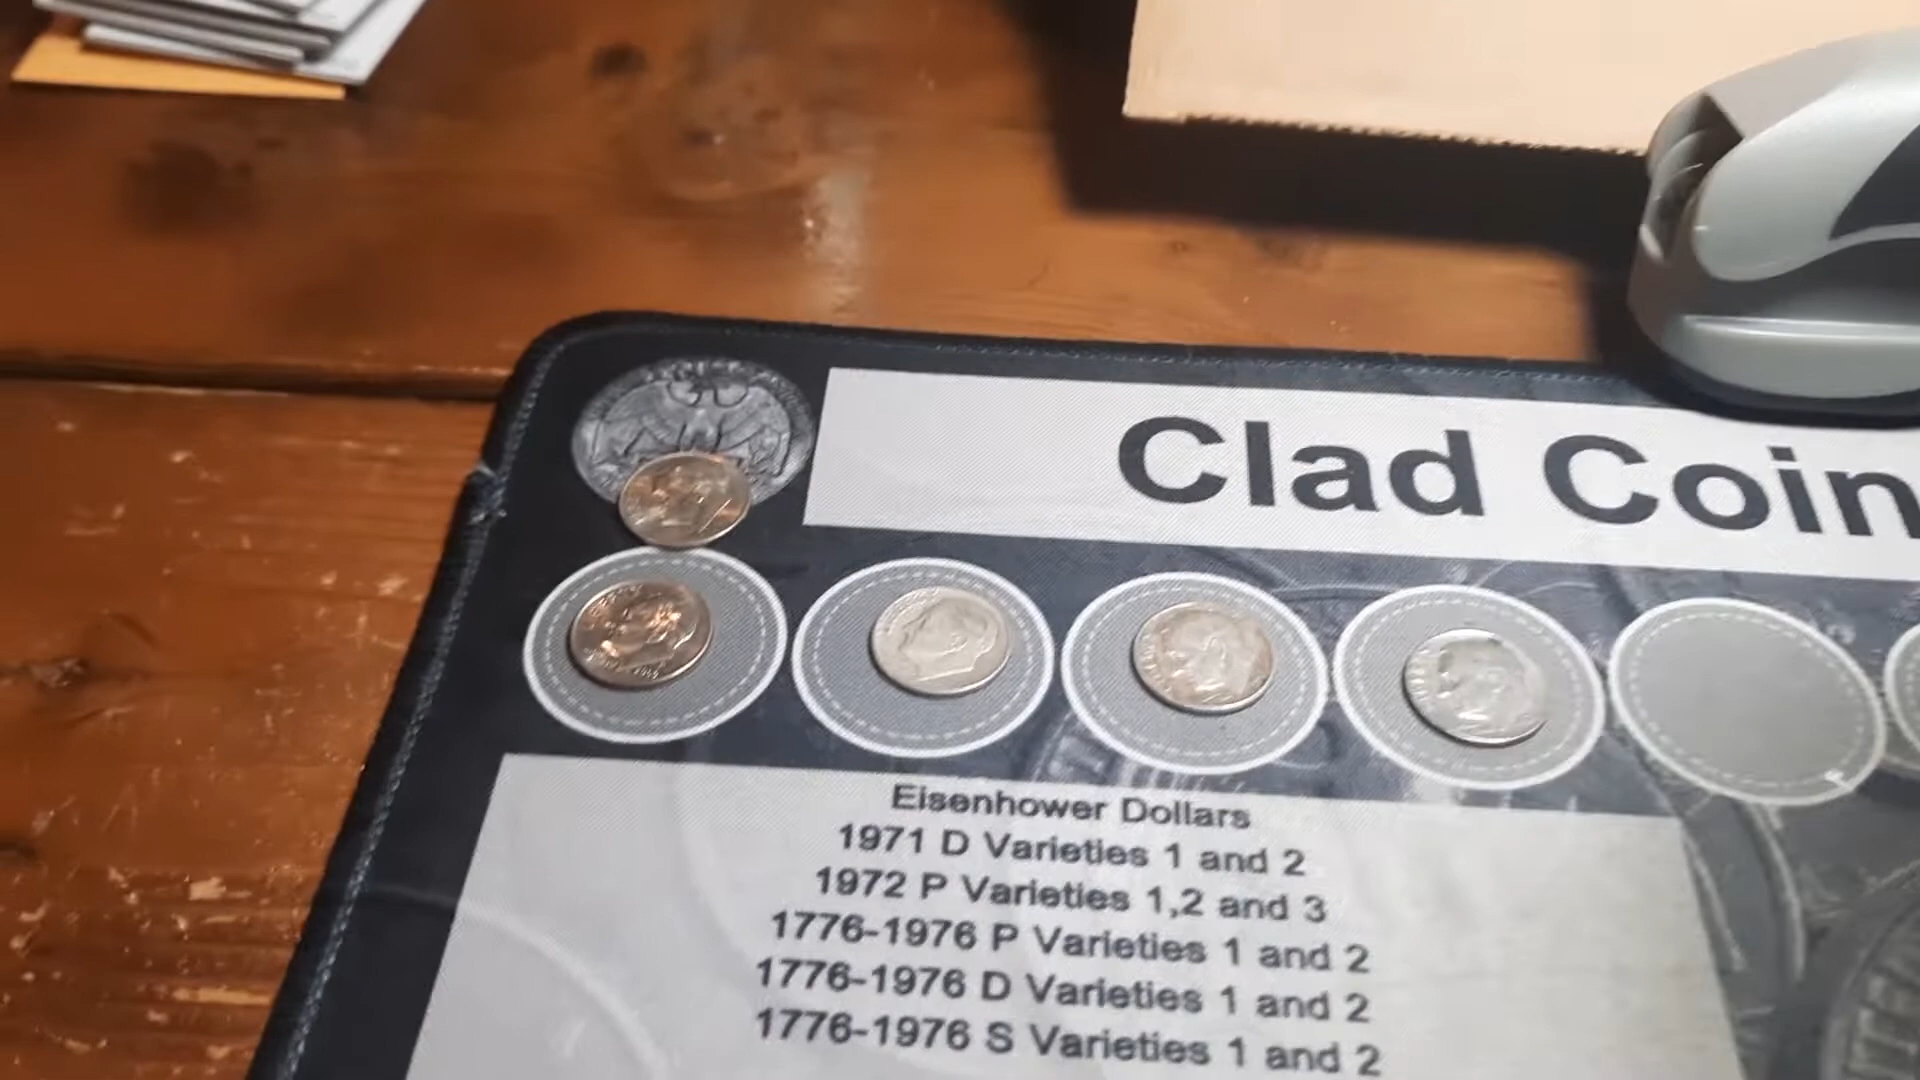 Clad Coin
Eisenhower Dollars
1971 D Varieties 1 and 2
1972 P Varieties 1,2 and 3
1776-1976 P Varieties 1 and 2
1776-1976 D Varieties 1 and 2
1776-1976 S Varieties 1 and 2